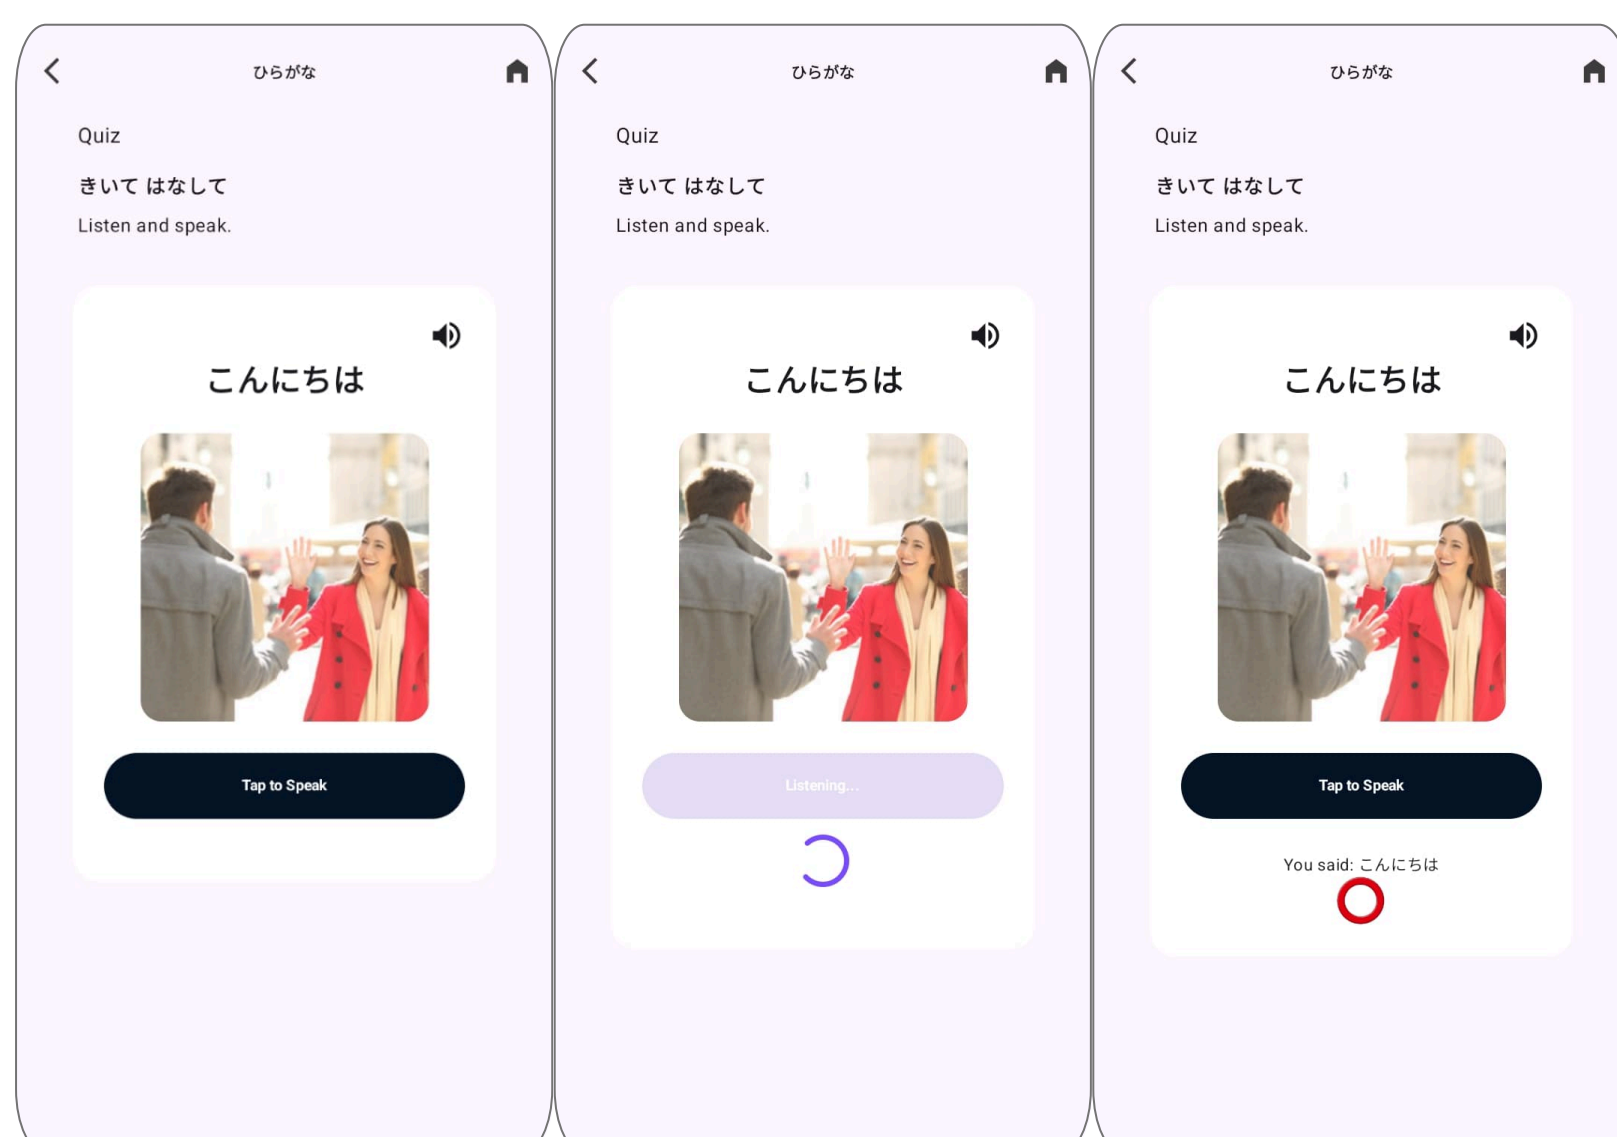 ひらがな
Quiz
きいて はなして
Listen and speak.
こんにちは
Tap to Speak
ひらがな
Quiz
きいて はなして
Listen and speak.
こんにちは
Listening...
ひらがな
Quiz
きいて はなして
Listen and speak.
こんにちは
Tap to Speak
You said: こんにちは